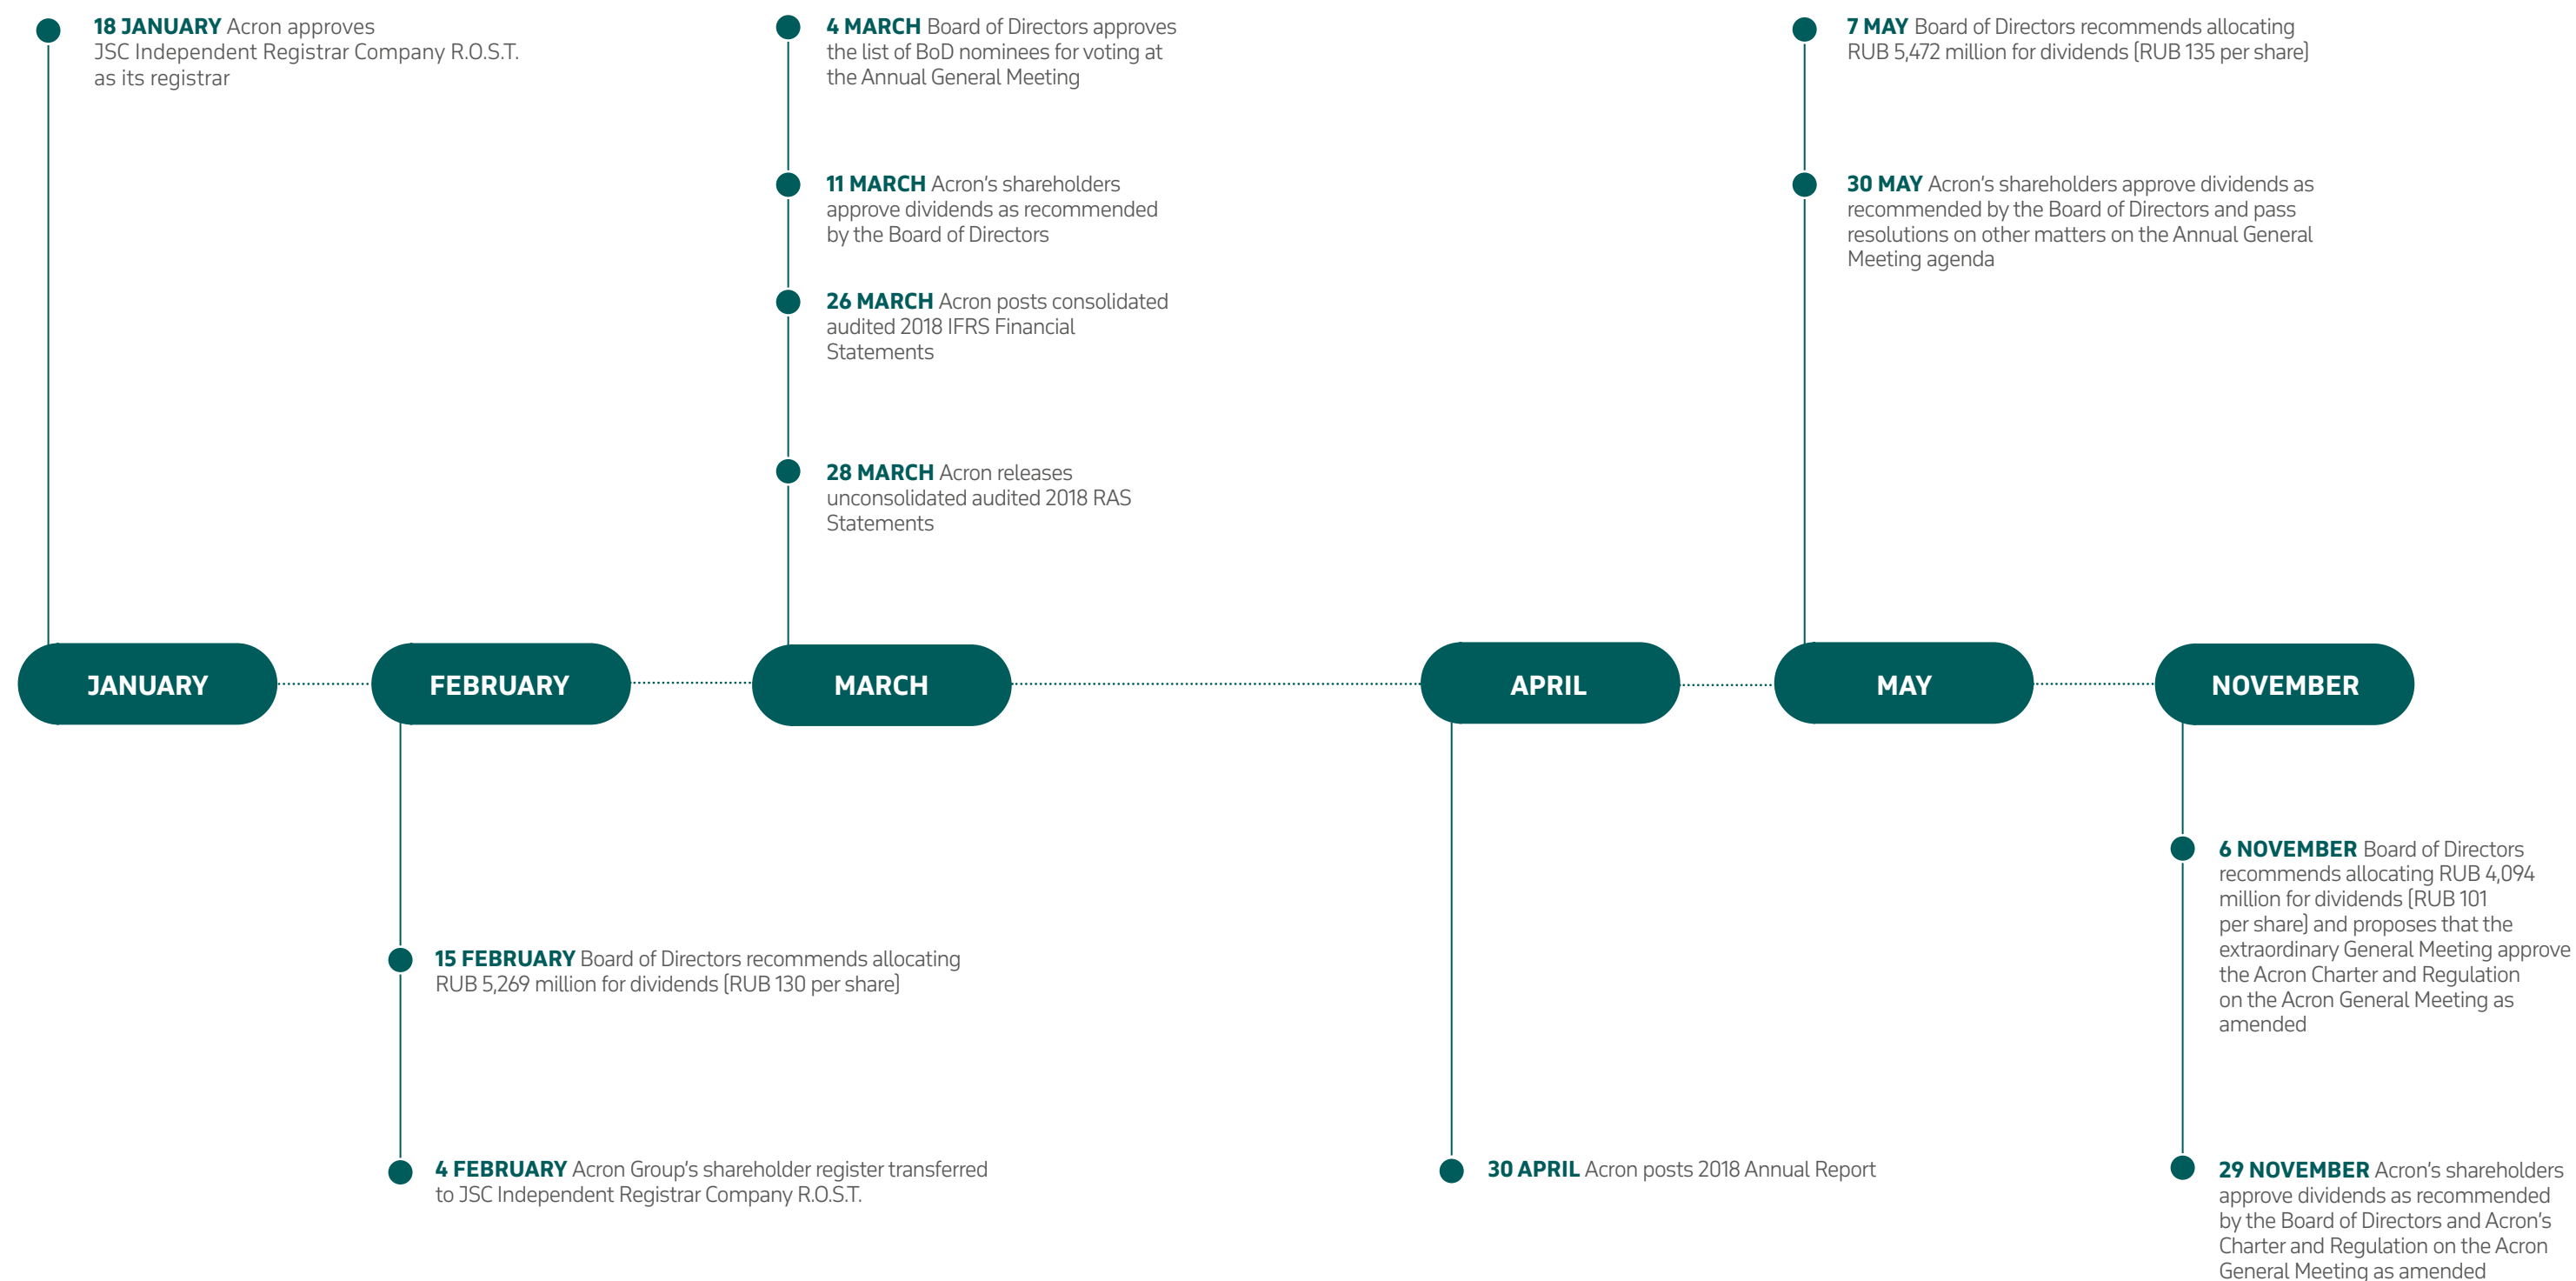 18 JANUARY Acron approves
JSC Independent Registrar Company R.O.S.T.
as its registrar
4 MARCH Board of Directors approves
the list of BoD nominees for voting at
the Annual General Meeting
11 MARCH Acron's shareholders
approve dividends as recommended
by the Board of Directors
26 MARCH Acron posts consolidated
audited 2018 IFRS Financial
Statements
28 MARCH Acron releases
unconsolidated audited 2018 RAS
Statements
7 MAY Board of Directors recommends allocating
RUB 5,472 million for dividends (RUB 135 per share)
30 MAY Acron's shareholders approve dividends as
recommended by the Board of Directors and pass
resolutions on other matters on the Annual General
Meeting agenda
JANUARY
FEBRUARY
MARCH
APRIL
MAY
NOVEMBER
15 FEBRUARY Board of Directors recommends allocating
RUB 5,269 million for dividends (RUB 130 per share)
4 FEBRUARY Acron Group's shareholder register transferred
to JSC Independent Registrar Company R.O.S.T.
30 APRIL Acron posts 2018 Annual Report
6 NOVEMBER Board of Directors
recommends allocating RUB 4,094
million for dividends (RUB 101
per share) and proposes that the
extraordinary General Meeting approve
the Acron Charter and Regulation
on the Acron General Meeting as
amended
29 NOVEMBER Acron's shareholders
approve dividends as recommended
by the Board of Directors and Acron's
Charter and Regulation on the Acron
General Meeting as amended